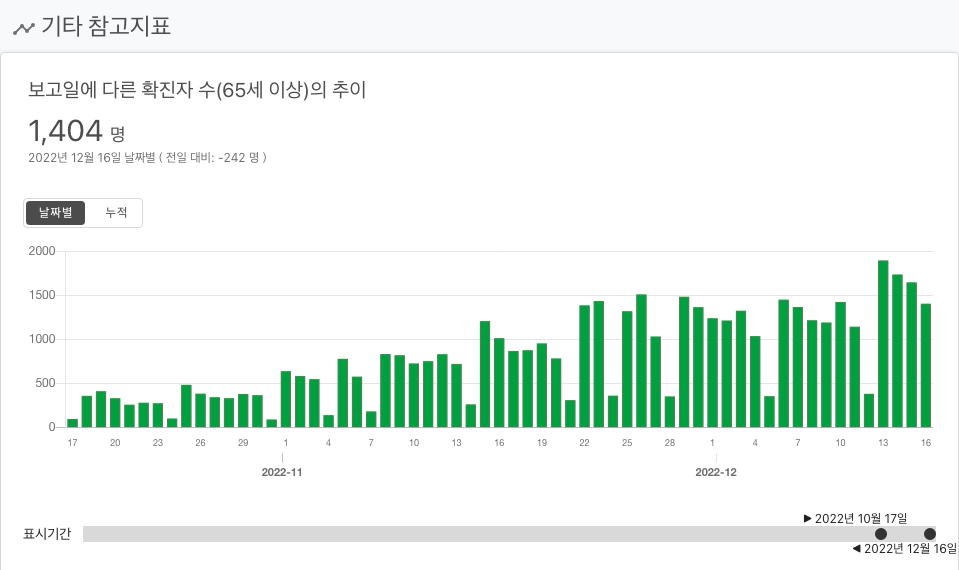 기타 참고지표
보고일에 다른 확진자 수(65세 이상)의 추이
1,404 명
2022년 12월 16일 날짜별 ( 전일 대비: -242 명 )
날짜별 누적
2000
1500
1000
500
0
17 20 23 26 29 1 4 7 10 13 16 19 22 25 28 1 4 7 10 13 16
2022-11 2022-12
▶ 2022년 10월 17일
표시기간
◀ 2022년 12월 16일